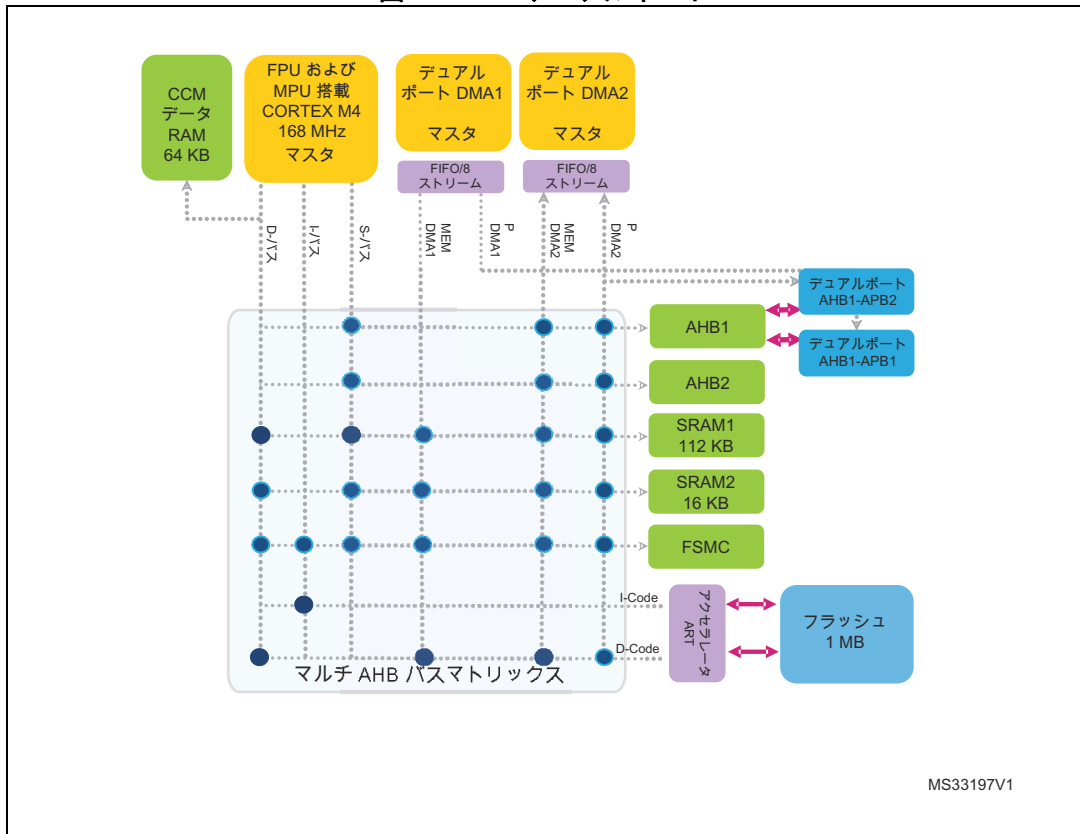 CCM
データ
RAM
64 KB
FPU および
MPU 搭載
CORTEX M4
168 MHz
マスタ
デュアル
ポート DMA1
マスタ
デュアル
ポート DMA2
マスタ
FIFO/8
ストリーム
FIFO/8
ストリーム
D-バス
I-バス
S-バス
MEM
DMA1
P
DMA1
MEM
DMA2
P
DMA2
デュアルポート
AHB1-APB2
デュアルポート
AHB1-APB1
AHB1
AHB2
SRAM1
112 KB
SRAM2
16 KB
FSMC
I-Code
D-Code
アクセラレータ
ART
フラッシュ
1 MB
マルチ AHB バスマトリックス
MS33197V1